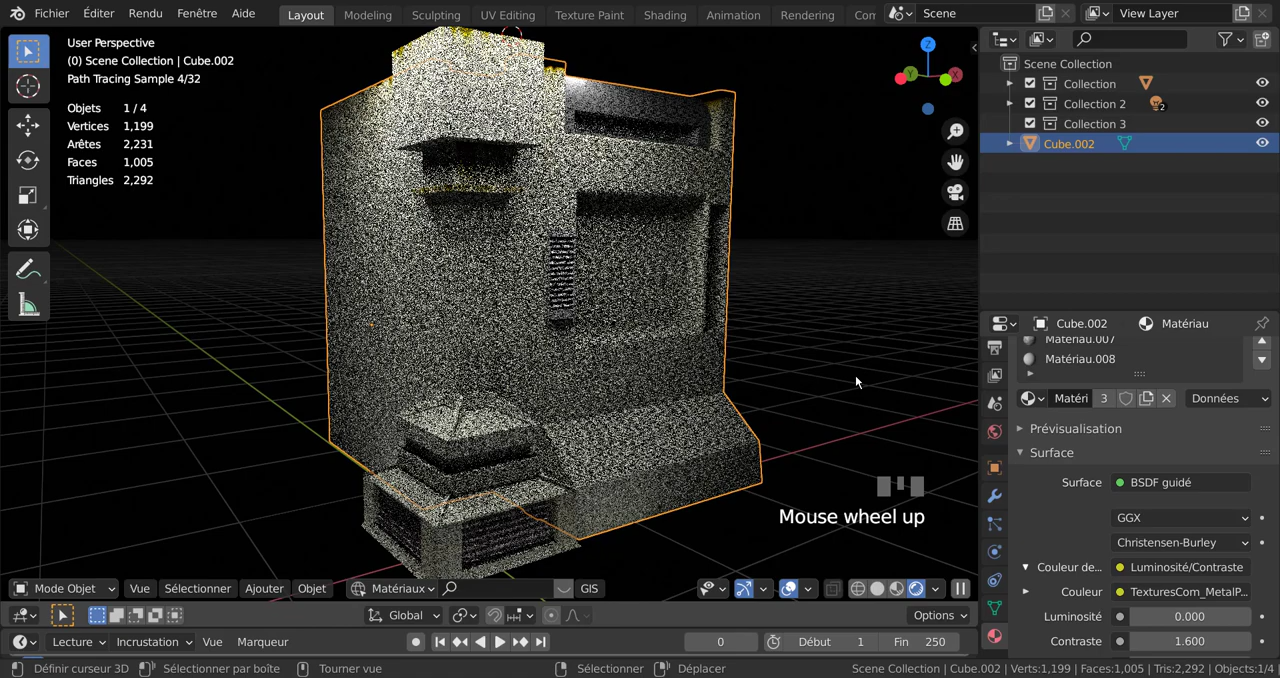 Fichier Éditer Rendu Fenêtre Aide Layout Modeling Sculpting UV Editing Texture Paint Shading Animation Rendering Scene View Layer
User Perspective
(0) Scene Collection | Cube.002
Path Tracing Sample 4/32
Objets 1 / 4
Vertices 1,199
Arêtes 2,231
Faces 1,005
Triangles 2,292
Z
Y
X
Scene Collection
Collection
Collection 2 2
Collection 3
Cube.002
Cube.002 Matériau
Matériau.007
Matériau.008
Matéri 3 Données
Prévisualisation
Surface
Surface BSDF guidé
GGX
Christensen-Burley
Couleur de... Luminosité/Contraste
Couleur TexturesCom_MetalP...
Luminosité 0.000
Contraste 1.600
Mouse wheel up
Mode Objet Vue Sélectionner Ajouter Objet Matériaux GIS
Global Options
Lecture Incrustation Vue Marqueur 0 Début 1 Fin 250
Définir curseur 3D Sélectionner par boîte Tourner vue Sélectionner Déplacer Scene Collection | Cube.002 | Verts:1,199 | Faces:1,005 | Tris:2,292 | Objects:1/4 |